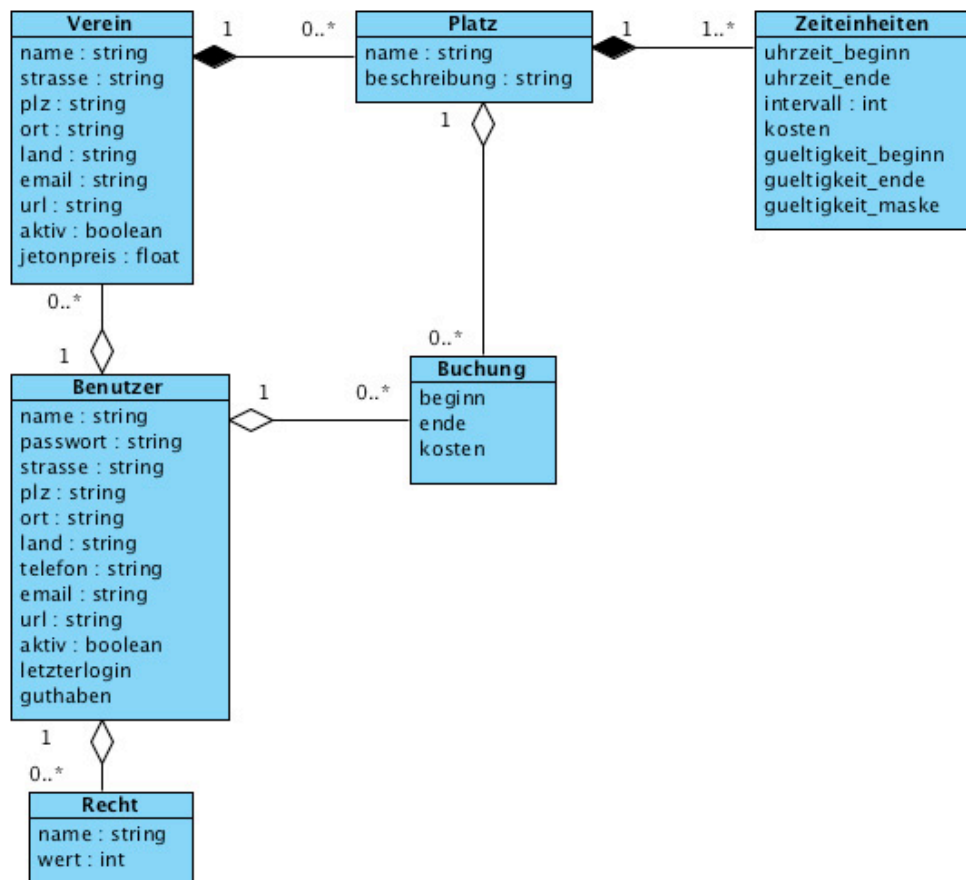 Verein
name : string
strasse : string
plz : string
ort : string
land : string
email : string
url : string
aktiv : boolean
jetonpreis : float
1
0..*
Platz
name : string
beschreibung : string
1
1..*
Zeiteinheiten
uhrzeit_beginn
uhrzeit_ende
intervall : int
kosten
gueltigkeit_beginn
gueltigkeit_ende
gueltigkeit_maske
1
0..*
0..*
1
Benutzer
name : string
passwort : string
strasse : string
plz : string
ort : string
land : string
telefon : string
email : string
url : string
aktiv : boolean
letzterlogin
guthaben
1
0..*
Buchung
beginn
ende
kosten
1
0..*
Recht
name : string
wert : int